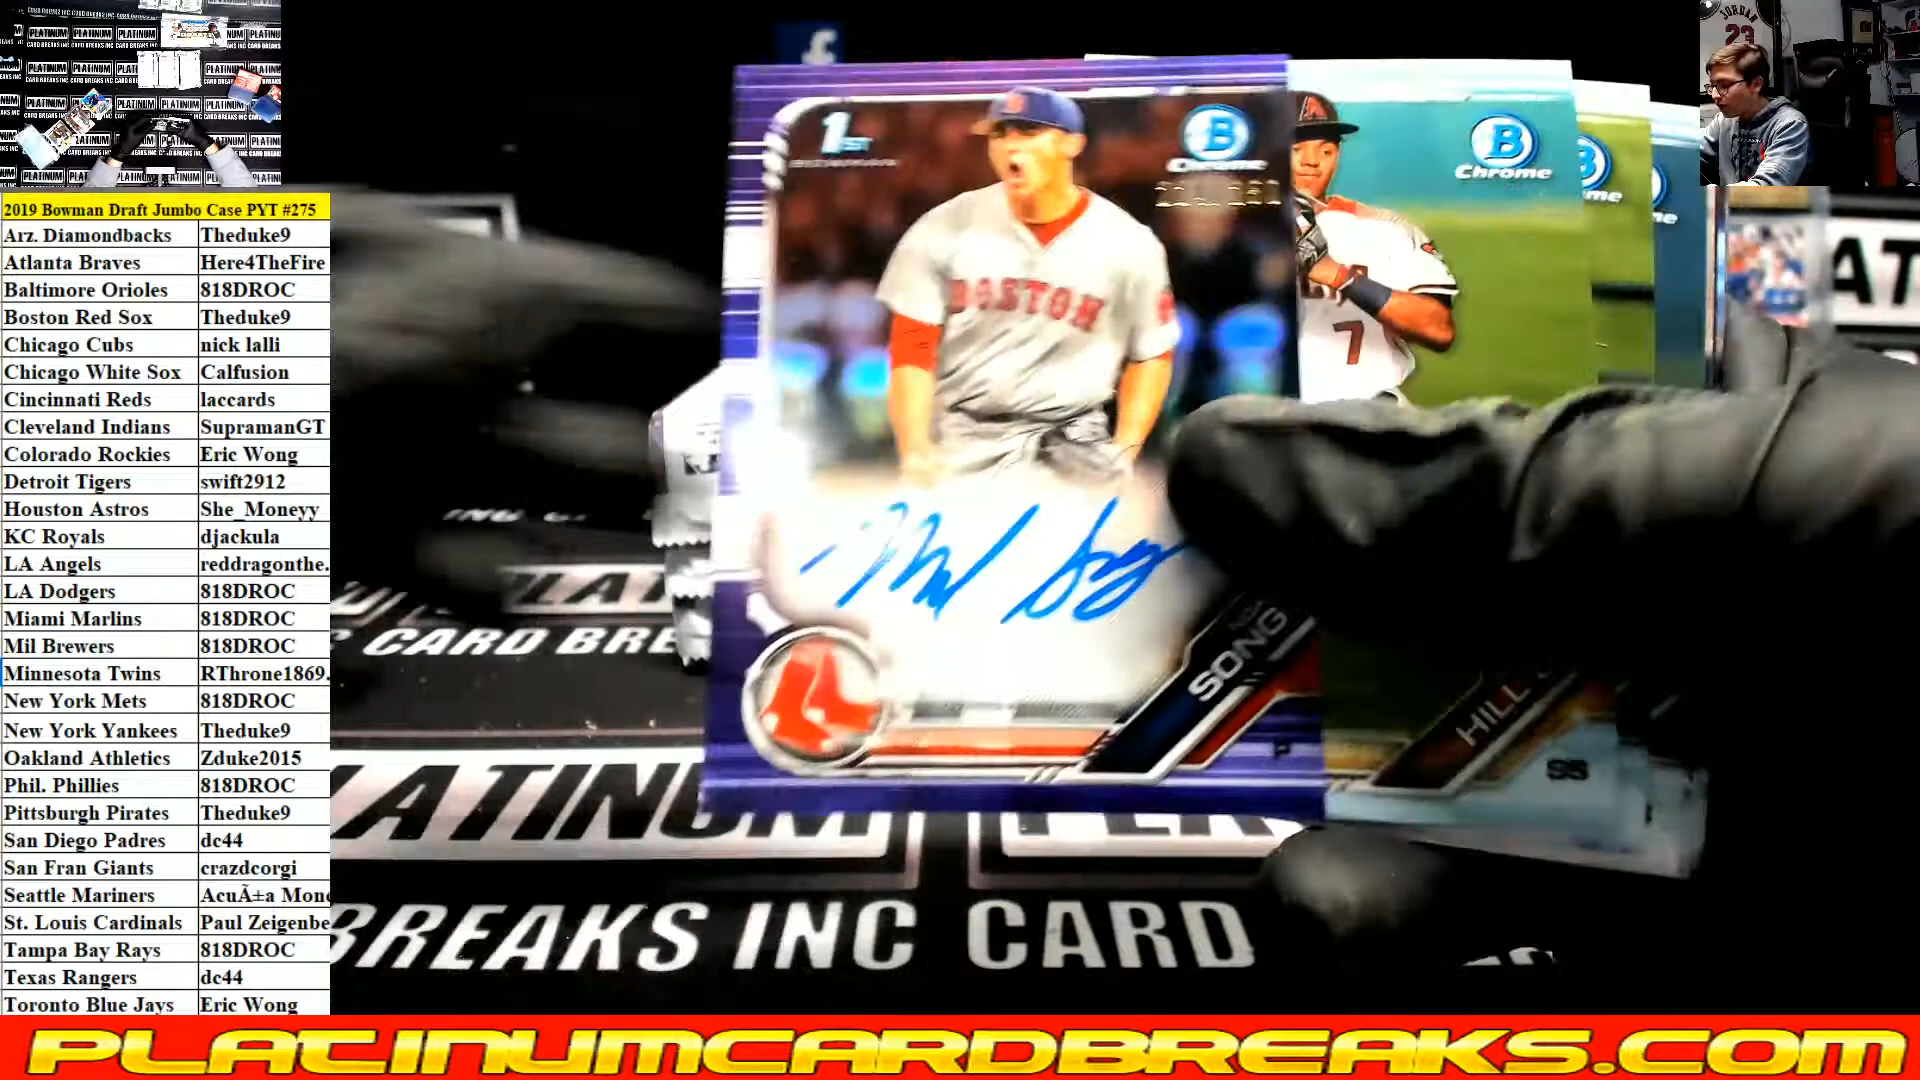 2019 Bowman Draft Jumbo Case PYT #275
Arz. Diamondbacks Theduke9
Atlanta Braves Here4TheFire
Baltimore Orioles 818DROC
Boston Red Sox Theduke9
Chicago Cubs nick lalli
Chicago White Sox Calfusion
Cincinnati Reds laccards
Cleveland Indians SupramanGT
Colorado Rockies Eric Wong
Detroit Tigers swift2912
Houston Astros She_Moneyy
KC Royals djackula
LA Angels reddragonthe.
LA Dodgers 818DROC
Miami Marlins 818DROC
Mil Brewers 818DROC
Minnesota Twins RThrone1869.
New York Mets 818DROC
New York Yankees Theduke9
Oakland Athletics Zduke2015
Phil. Phillies 818DROC
Pittsburgh Pirates Theduke9
San Diego Padres dc44
San Fran Giants crazdcorgi
Seattle Mariners AcuÃ±a Mon
St. Louis Cardinals Paul Zeigenbe
Tampa Bay Rays 818DROC
Texas Rangers dc44
Toronto Blue Jays Eric Wong
1ST
B
Chrome
BOSTON
SONG
P
A
B
Chrome
7
HILL
SS
JORDAN
23
PLATINUM
CARD BREAKS INC
CARD BRE
PLATINUM
BREAKS INC CARD
PLATINUMCARDBREAKS.COM